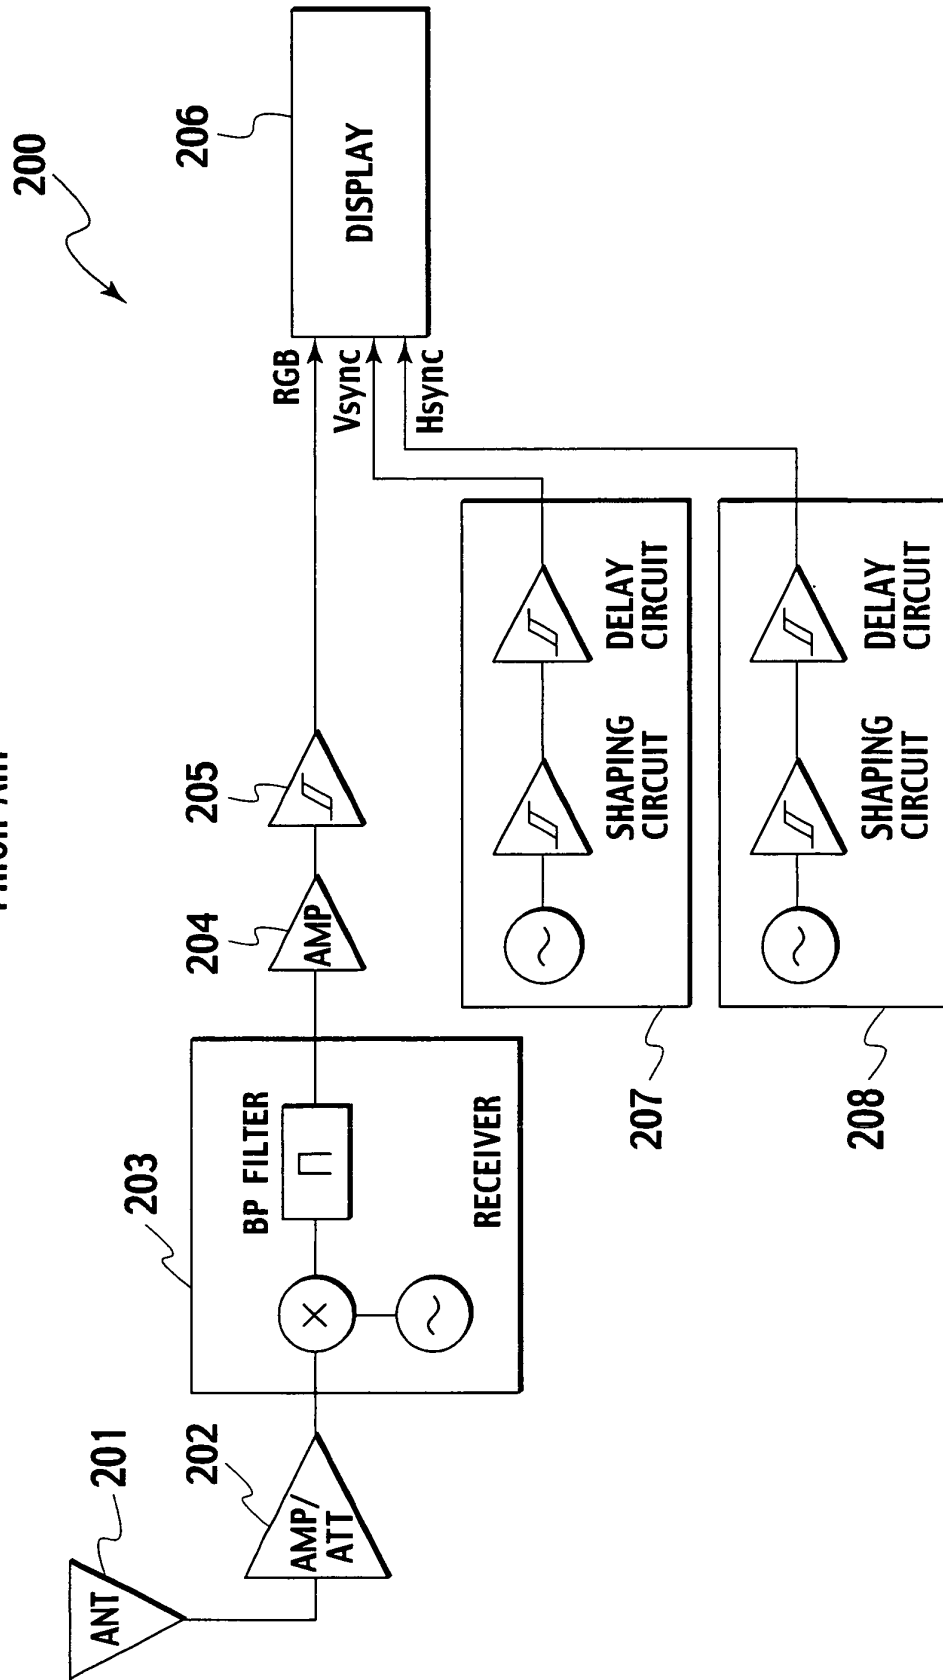 PRIOR ART
200
201
ANT
202
AMP/
ATT
203
BP FILTER
RECEIVER
204
AMP
205
206
DISPLAY
RGB
Vsync
Hsync
207
SHAPING
CIRCUIT
DELAY
CIRCUIT
208
SHAPING
CIRCUIT
DELAY
CIRCUIT